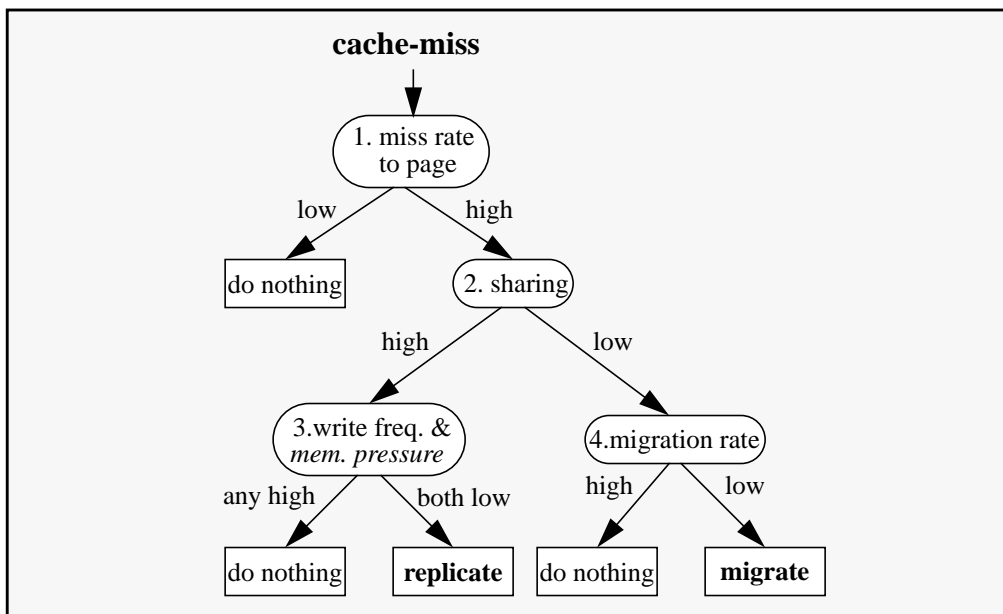 cache-miss
1. miss rate
to page
low
high
do nothing
2. sharing
high
low
3.write freq. &
mem. pressure
4.migration rate
any high
both low
high
low
do nothing
replicate
do nothing
migrate